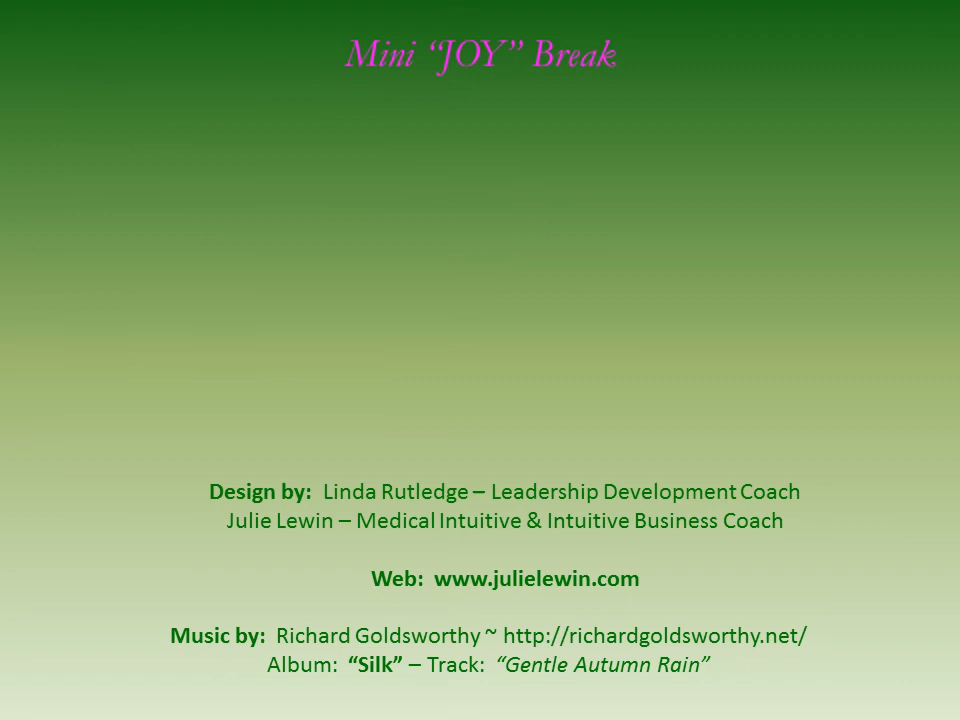 Mini “JOY” Break
Design by: Linda Rutledge – Leadership Development Coach
Julie Lewin – Medical Intuitive & Intuitive Business Coach
Web: www.julielewin.com
Music by: Richard Goldsworthy ~ http://richardgoldsworthy.net/
Album: “Silk” – Track: “Gentle Autumn Rain”